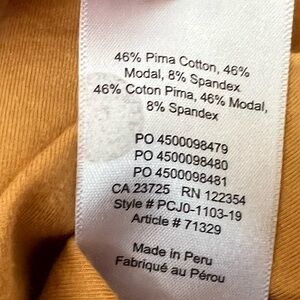 46% Pima Cotton, 46%
Modal, 8% Spandex
46% Coton Pima, 46% Modal,
8% Spandex
PO 4500098479
PO 4500098480
PO 4500098481
CA 23725 RN 122354
Style # PCJ0-1103-19
Article # 71329
Made in Peru
Fabriqué au Pérou